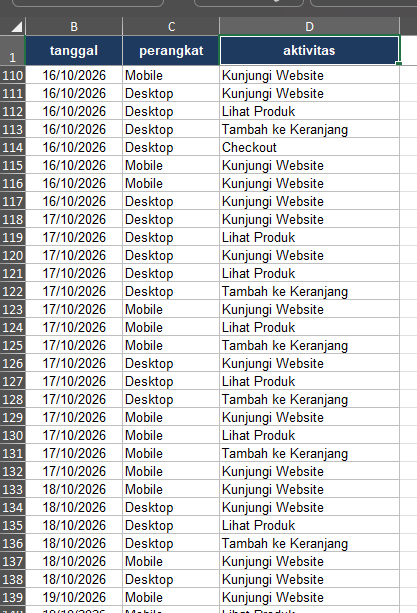 B C D
1 tanggal perangkat aktivitas
110 16/10/2026 Mobile Kunjungi Website
111 16/10/2026 Desktop Kunjungi Website
112 16/10/2026 Desktop Lihat Produk
113 16/10/2026 Desktop Tambah ke Keranjang
114 16/10/2026 Desktop Checkout
115 16/10/2026 Mobile Kunjungi Website
116 16/10/2026 Mobile Kunjungi Website
117 16/10/2026 Desktop Kunjungi Website
118 17/10/2026 Desktop Kunjungi Website
119 17/10/2026 Desktop Lihat Produk
120 17/10/2026 Desktop Kunjungi Website
121 17/10/2026 Desktop Lihat Produk
122 17/10/2026 Desktop Tambah ke Keranjang
123 17/10/2026 Mobile Kunjungi Website
124 17/10/2026 Mobile Lihat Produk
125 17/10/2026 Mobile Tambah ke Keranjang
126 17/10/2026 Desktop Kunjungi Website
127 17/10/2026 Desktop Lihat Produk
128 17/10/2026 Desktop Tambah ke Keranjang
129 17/10/2026 Mobile Kunjungi Website
130 17/10/2026 Mobile Lihat Produk
131 17/10/2026 Mobile Tambah ke Keranjang
132 17/10/2026 Mobile Kunjungi Website
133 18/10/2026 Mobile Kunjungi Website
134 18/10/2026 Desktop Kunjungi Website
135 18/10/2026 Desktop Lihat Produk
136 18/10/2026 Desktop Tambah ke Keranjang
137 18/10/2026 Mobile Kunjungi Website
138 18/10/2026 Desktop Kunjungi Website
139 19/10/2026 Mobile Kunjungi Website